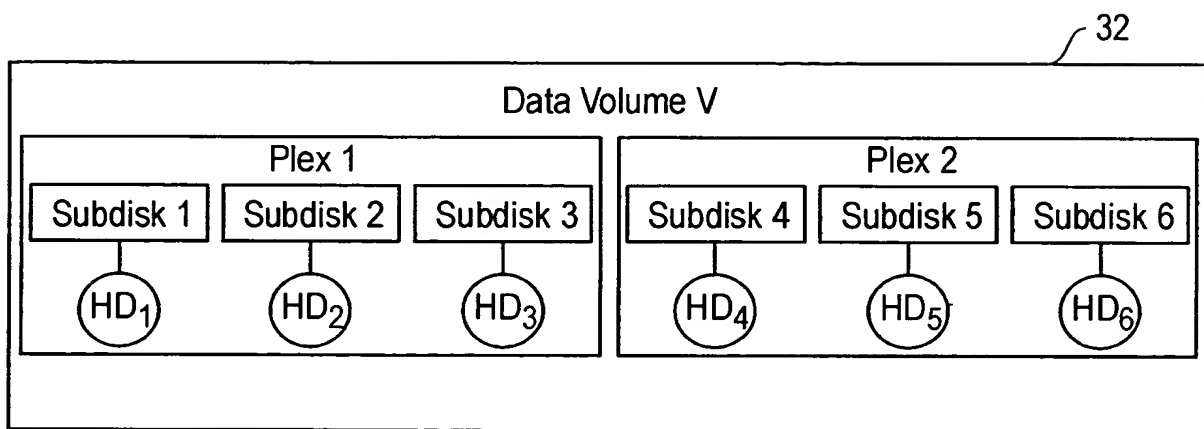 32
Data Volume V
Plex 1
Plex 2
Subdisk 1 Subdisk 2 Subdisk 3 Subdisk 4 Subdisk 5 Subdisk 6
HD1 HD2 HD3 HD4 HD5 HD6